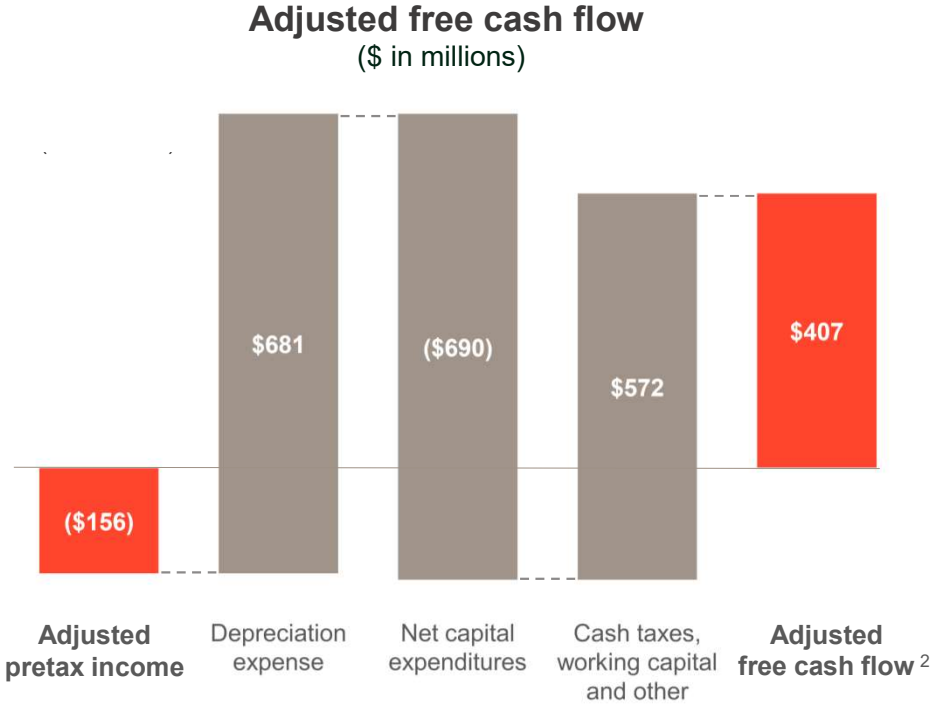 Adjusted free cash flow
($ in millions)
$681
($690)
$572
$407
($156)
Adjusted
pretax income
Depreciation
expense
Net capital
expenditures
Cash taxes,
working capital
and other
Adjusted
free cash flow 2